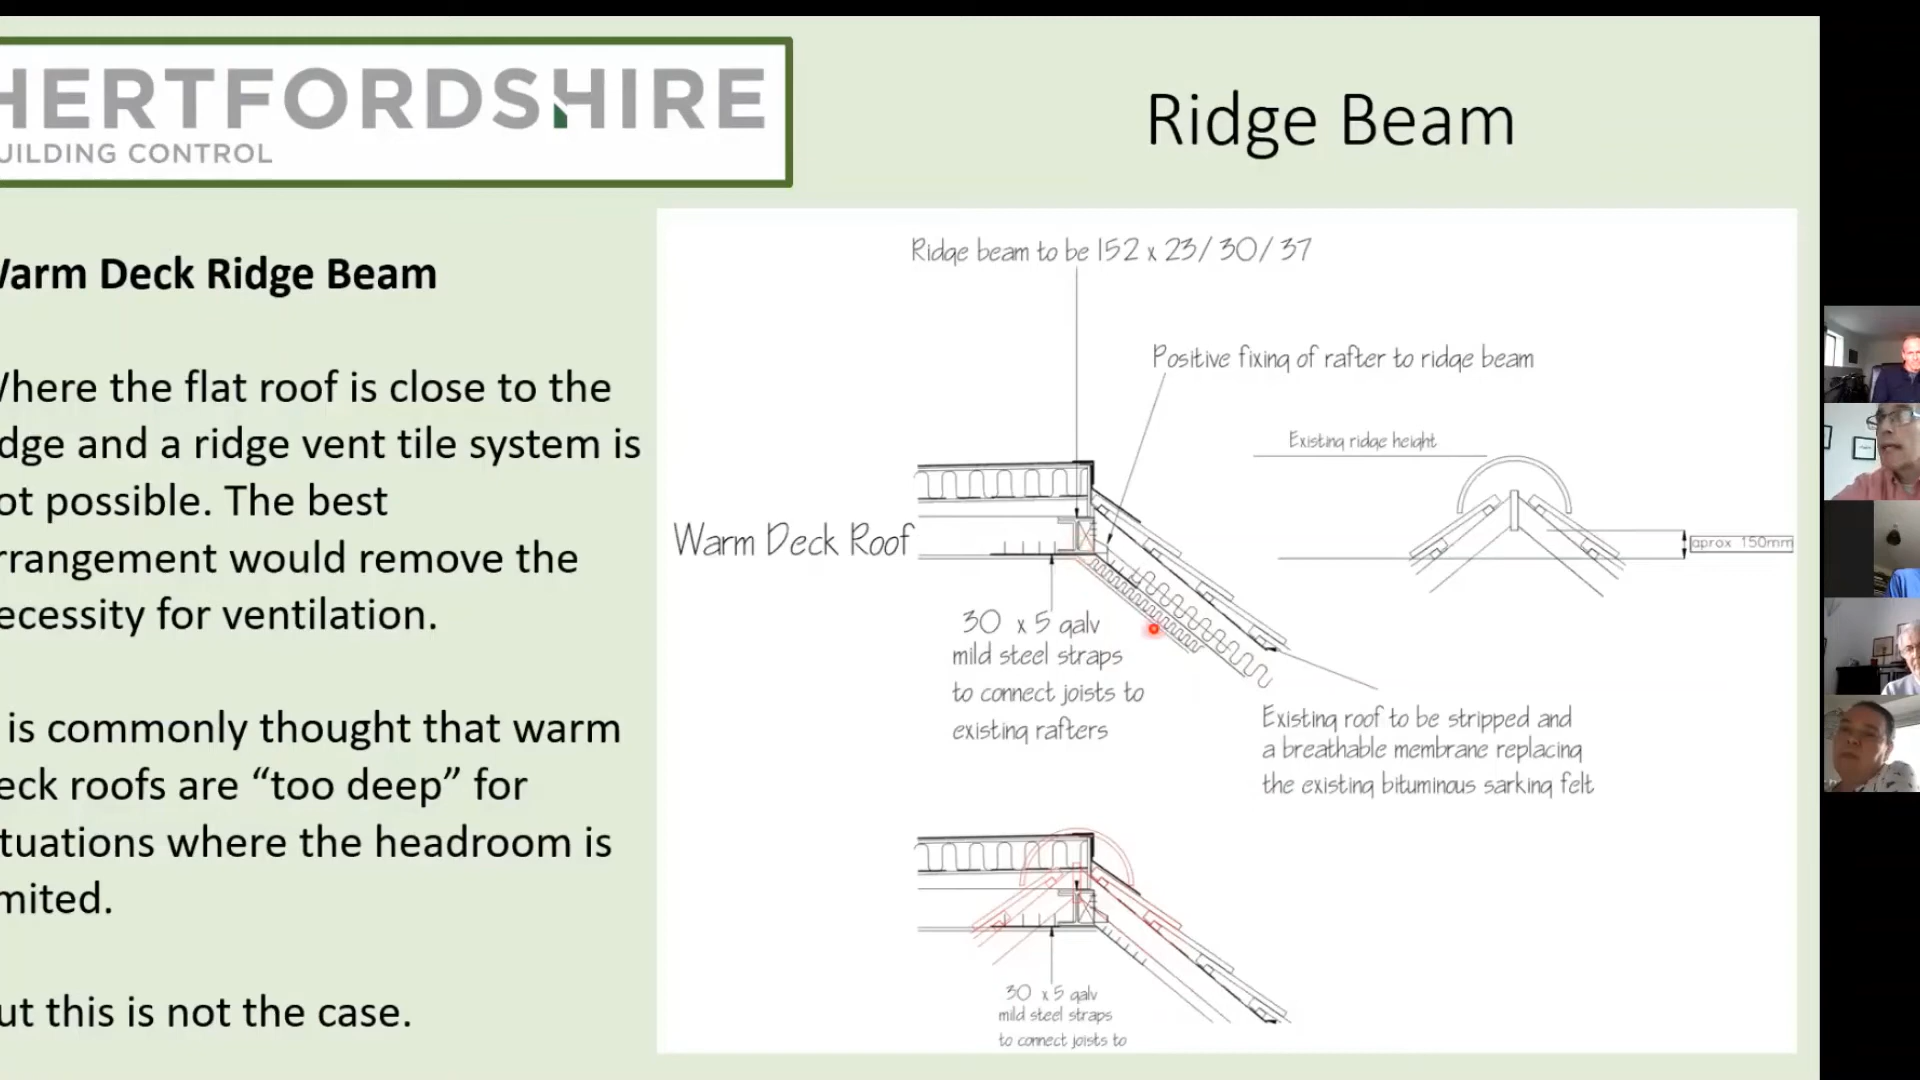 HERTFORDSHIRE
UILDING CONTROL
Ridge Beam
Warm Deck Ridge Beam
Where the flat roof is close to the
idge and a ridge vent tile system is
ot possible. The best
rrangement would remove the
ecessity for ventilation.
is commonly thought that warm
eck roofs are “too deep” for
ituations where the headroom is
mited.
ut this is not the case.
Ridge beam to be 152 x 23/ 30/ 37
Positive fixing of rafter to ridge beam
Existing ridge height
Warm Deck Roof
aprox 150mm
30 x 5 galv
mild steel straps
to connect joists to
existing rafters
Existing roof to be stripped and
a breathable membrane replacing
the existing bituminous sarking felt
30 x 5 galv
mild steel straps
to connect joists to